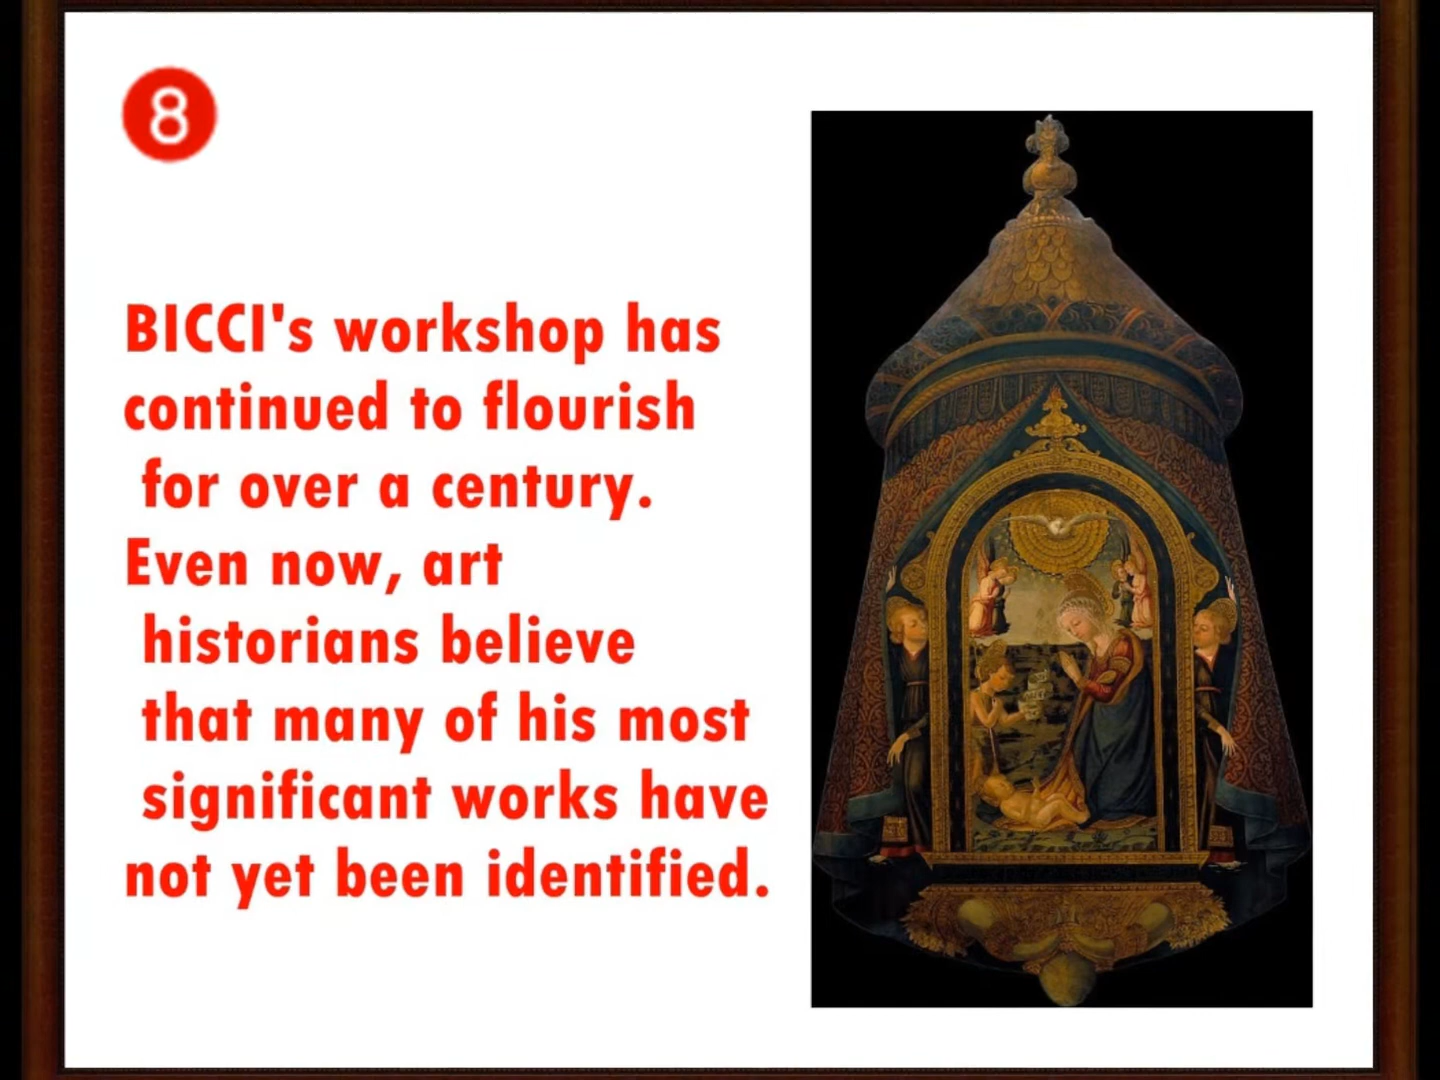 8
BICCI's workshop has
continued to flourish
for over a century.
Even now, art
historians believe
that many of his most
significant works have
not yet been identified.